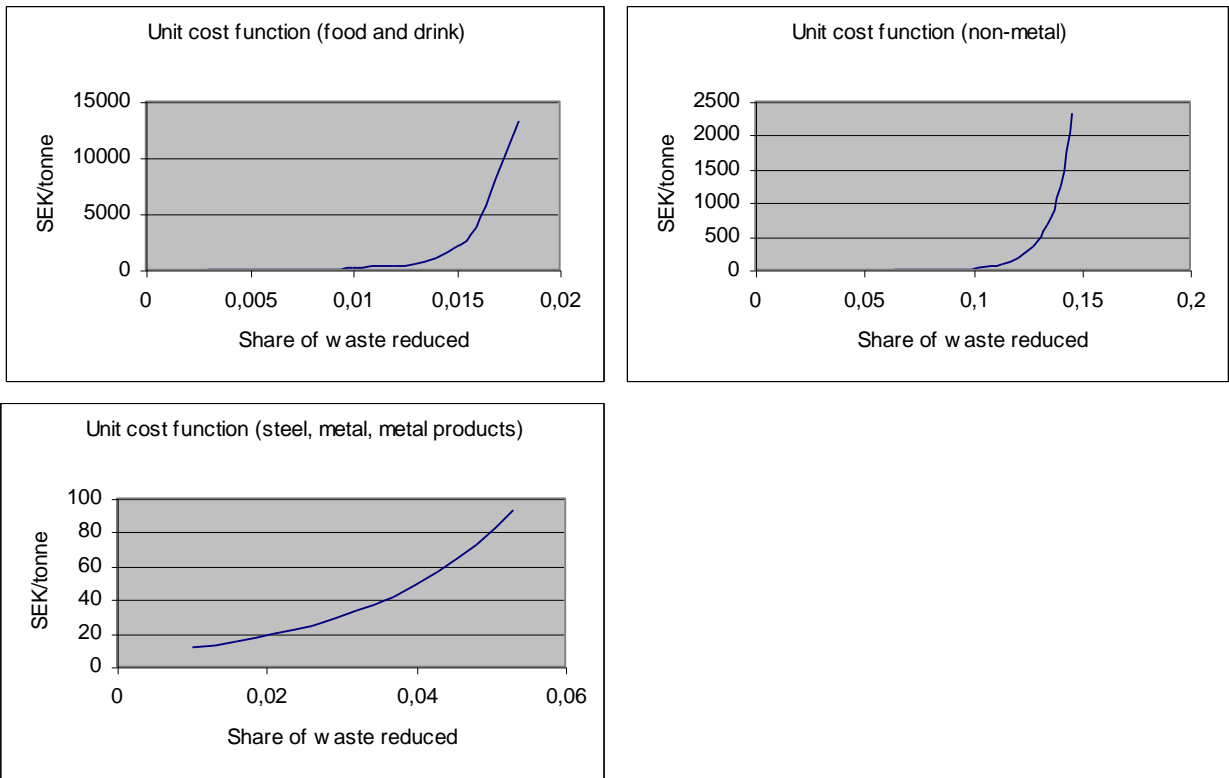 Unit cost function (food and drink)
15000
10000
5000
0
SEK/tonne
0 0,005 0,01 0,015 0,02
Share of waste reduced
Unit cost function (non-metal)
2500
2000
1500
1000
500
0
SEK/tonne
0 0,05 0,1 0,15 0,2
Share of waste reduced
Unit cost function (steel, metal, metal products)
100
80
60
40
20
0
SEK/tonne
0 0,02 0,04 0,06
Share of waste reduced